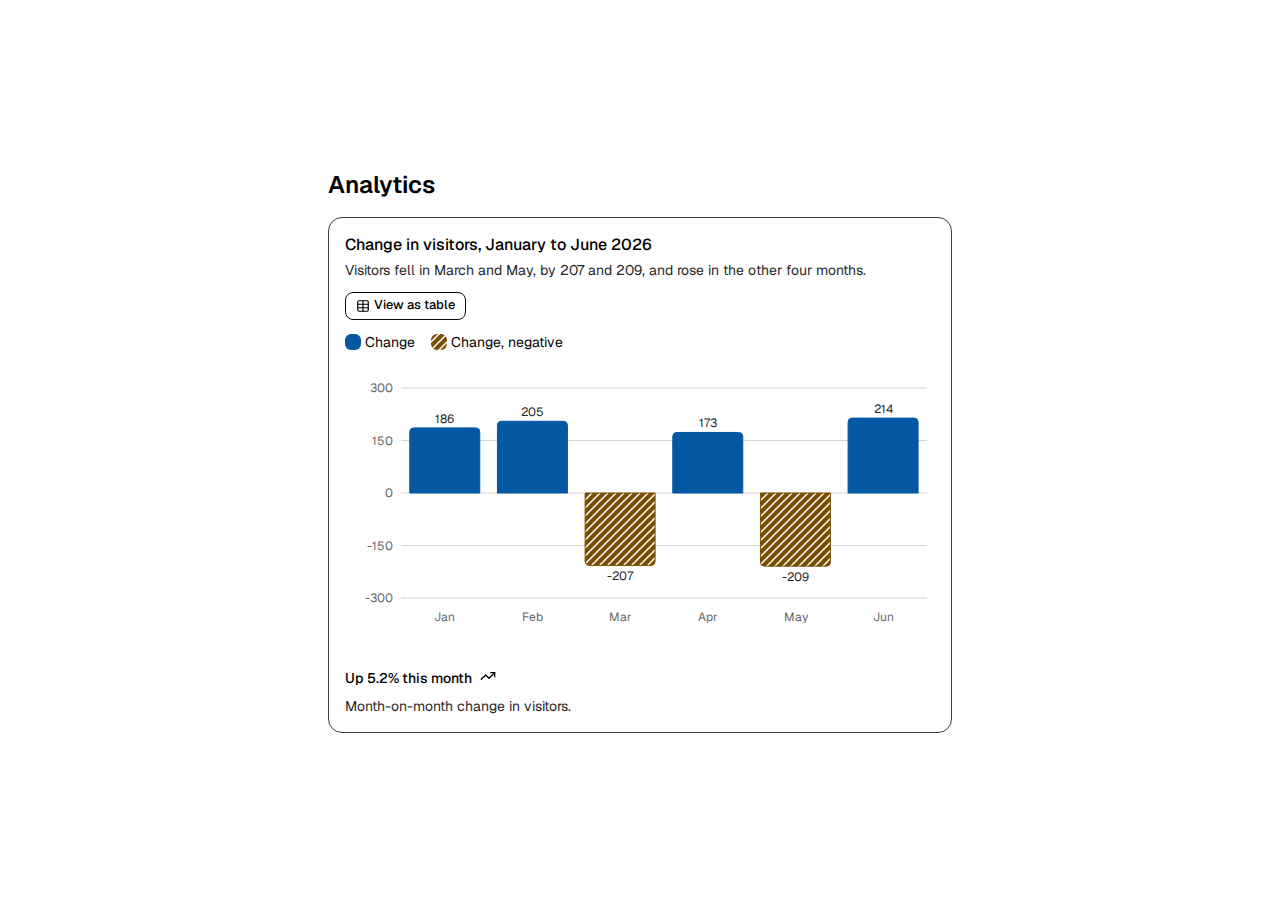 Analytics
Change in visitors, January to June 2026
Visitors fell in March and May, by 207 and 209, and rose in the other four months.
View as table
Change
Change, negative
300
150
0
-150
-300
186
205
-207
173
-209
214
Jan
Feb
Mar
Apr
May
Jun
Up 5.2% this month
Month-on-month change in visitors.